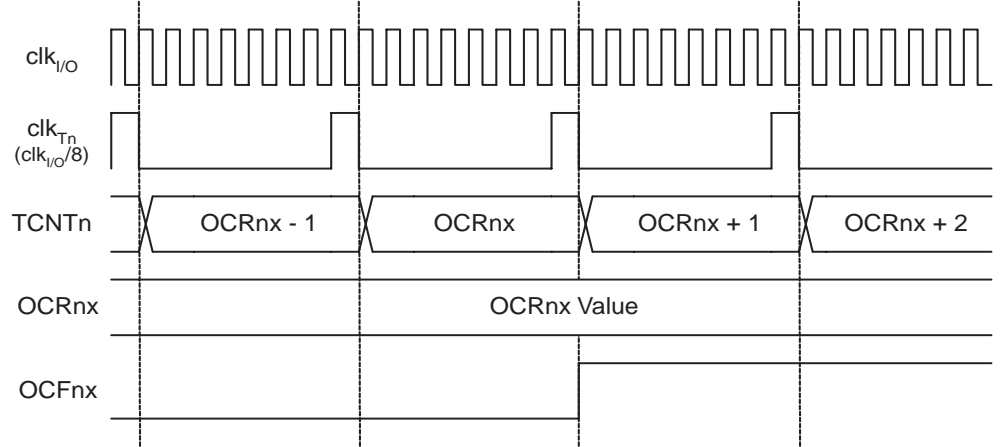 clkI/O
clkTn
(clkI/O/8)
TCNTn OCRnx - 1 OCRnx OCRnx + 1 OCRnx + 2
OCRnx OCRnx Value
OCFnx